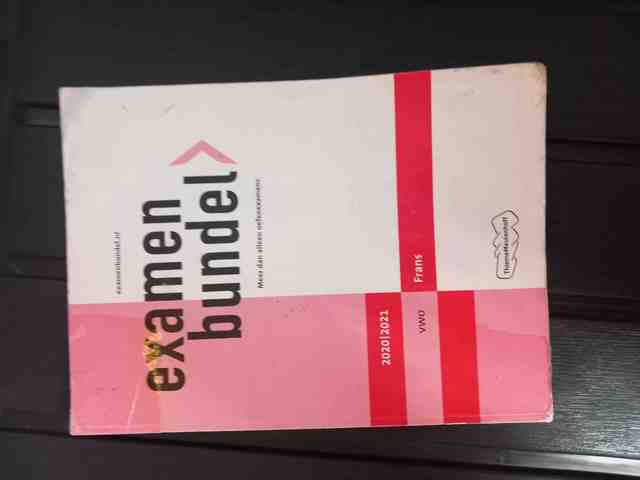 examenbundel.nl
examen
bundel>
Meer dan alleen oefenexamens
2020|2021
vwo
Frans
ThiemeMeulenhoff